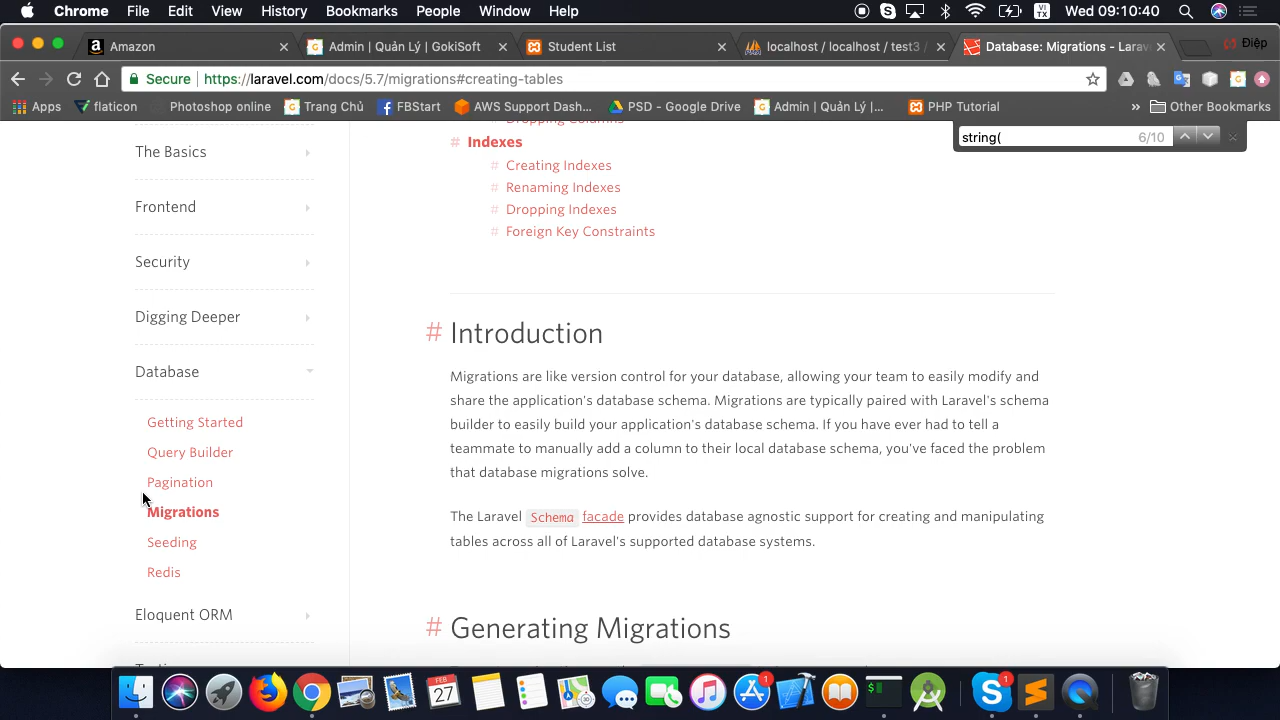 Chrome File Edit View History Bookmarks People Window Help VI TX Wed 09:10:40
Amazon Admin | Quản Lý | GokiSoft Student List localhost / localhost / test3 / Database: Migrations - Larav Điệp
Secure https://laravel.com/docs/5.7/migrations#creating-tables
Apps flaticon Photoshop online Trang Chủ FBStart AWS Support Dash... PSD - Google Drive Admin | Quản Lý |... PHP Tutorial » Other Bookmarks
string( 6/10
Dropping Columns
# Indexes
# Creating Indexes
# Renaming Indexes
# Dropping Indexes
# Foreign Key Constraints
The Basics
Frontend
Security
Digging Deeper
Database
Getting Started
Query Builder
Pagination
Migrations
Seeding
Redis
Eloquent ORM
# Introduction
Migrations are like version control for your database, allowing your team to easily modify and
share the application's database schema. Migrations are typically paired with Laravel's schema
builder to easily build your application's database schema. If you have ever had to tell a
teammate to manually add a column to their local database schema, you've faced the problem
that database migrations solve.
The Laravel Schema facade provides database agnostic support for creating and manipulating
tables across all of Laravel's supported database systems.
# Generating Migrations
FEB
27
1
1